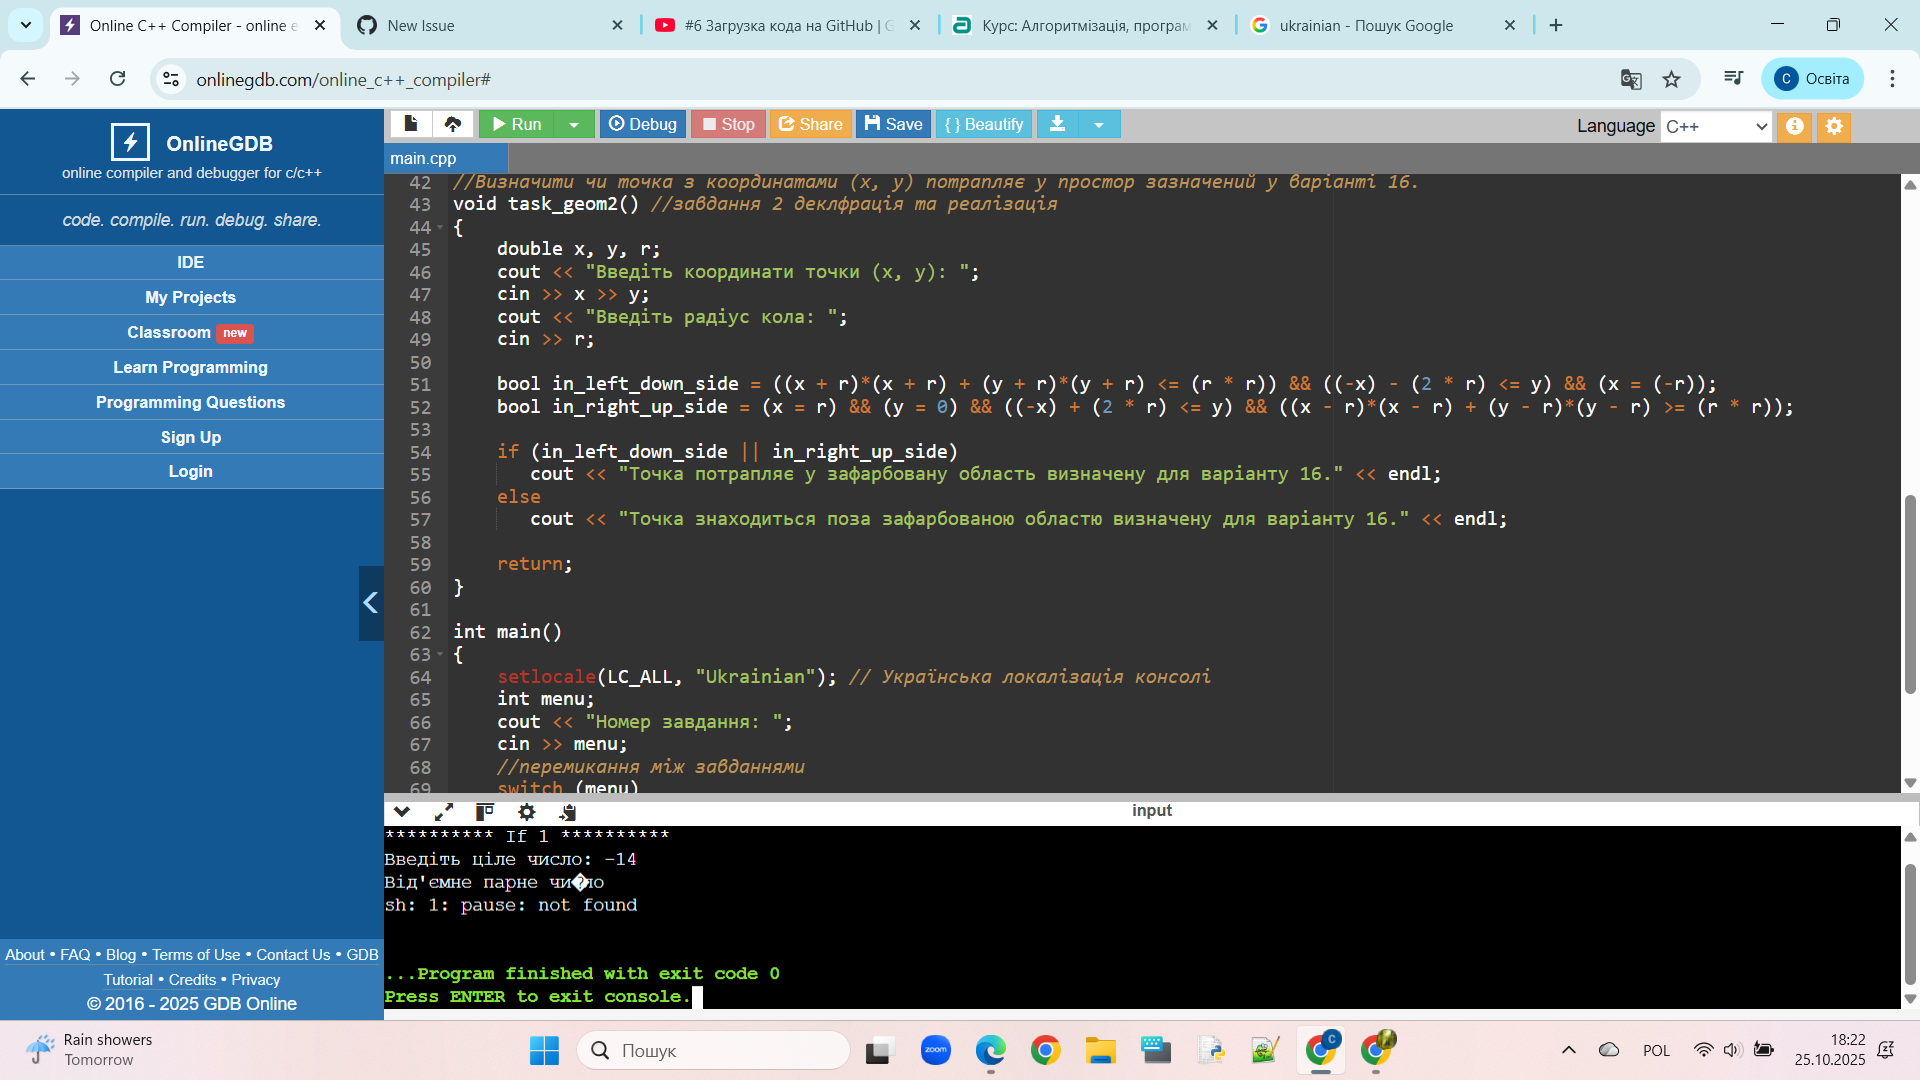 Online C++ Compiler - online e
New Issue
#6 Загрузка кода на GitHub | G
Курс: Алгоритмізація, програм
ukrainian - Пошук Google
onlinegdb.com/online_c++_compiler#
С Освіта
OnlineGDB
online compiler and debugger for c/c++
code. compile. run. debug. share.
IDE
My Projects
Classroom new
Learn Programming
Programming Questions
Sign Up
Login
About • FAQ • Blog • Terms of Use • Contact Us • GDB
Tutorial • Credits • Privacy
© 2016 - 2025 GDB Online
Run Debug Stop Share Save { } Beautify
Language C++
main.cpp
42 //Визначити чи точка з координатами (x, y) потрапляє у простор зазначений у варіанті 16.
43 void task_geom2() //завдання 2 деклфрація та реалізація
44 {
45 double x, y, r;
46 cout << "Введіть координати точки (x, y): ";
47 cin >> x >> y;
48 cout << "Введіть радіус кола: ";
49 cin >> r;
50
51 bool in_left_down_side = ((x + r)*(x + r) + (y + r)*(y + r) <= (r * r)) && ((-x) - (2 * r) <= y) && (x = (-r));
52 bool in_right_up_side = (x = r) && (y = 0) && ((-x) + (2 * r) <= y) && ((x - r)*(x - r) + (y - r)*(y - r) >= (r * r));
53
54 if (in_left_down_side || in_right_up_side)
55 cout << "Точка потрапляє у зафарбовану область визначену для варіанту 16." << endl;
56 else
57 cout << "Точка знаходиться поза зафарбованою областю визначену для варіанту 16." << endl;
58
59 return;
60 }
61
62 int main()
63 {
64 setlocale(LC_ALL, "Ukrainian"); // Українська локалізація консолі
65 int menu;
66 cout << "Номер завдання: ";
67 cin >> menu;
68 //перемикання між завданнями
69 switch (menu)
input
********** If 1 **********
Введіть ціле число: -14
Від'ємне парне чи�ло
sh: 1: pause: not found
...Program finished with exit code 0
Press ENTER to exit console.
Rain showers
Tomorrow
Пошук
zoom
C
POL
18:22
25.10.2025